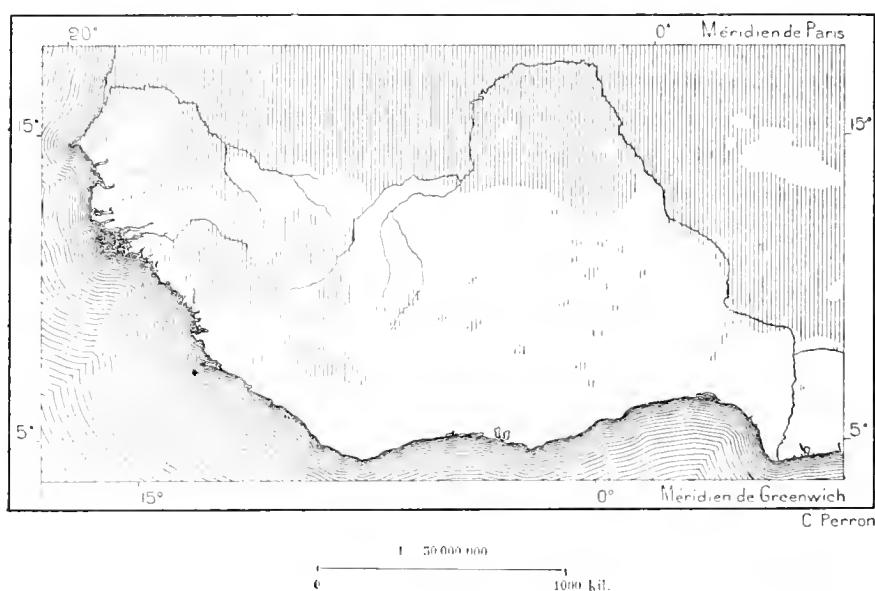 20° 0° Méridien de Paris
15° 15°
5° 5°
15° 0° Méridien de Greenwich
C Perron
1 30 000 000
0 1000 kil.